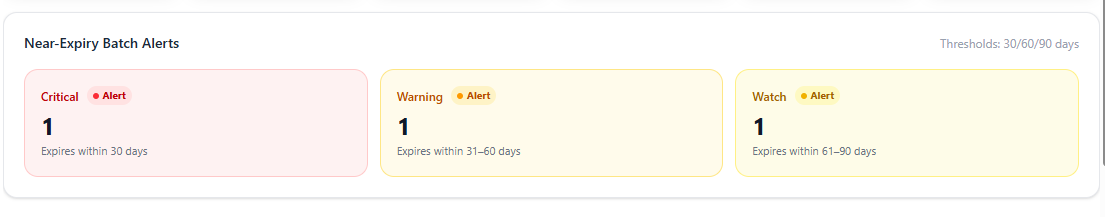 Near-Expiry Batch Alerts
Thresholds: 30/60/90 days
Critical Alert
1
Expires within 30 days
Warning Alert
1
Expires within 31–60 days
Watch Alert
1
Expires within 61–90 days